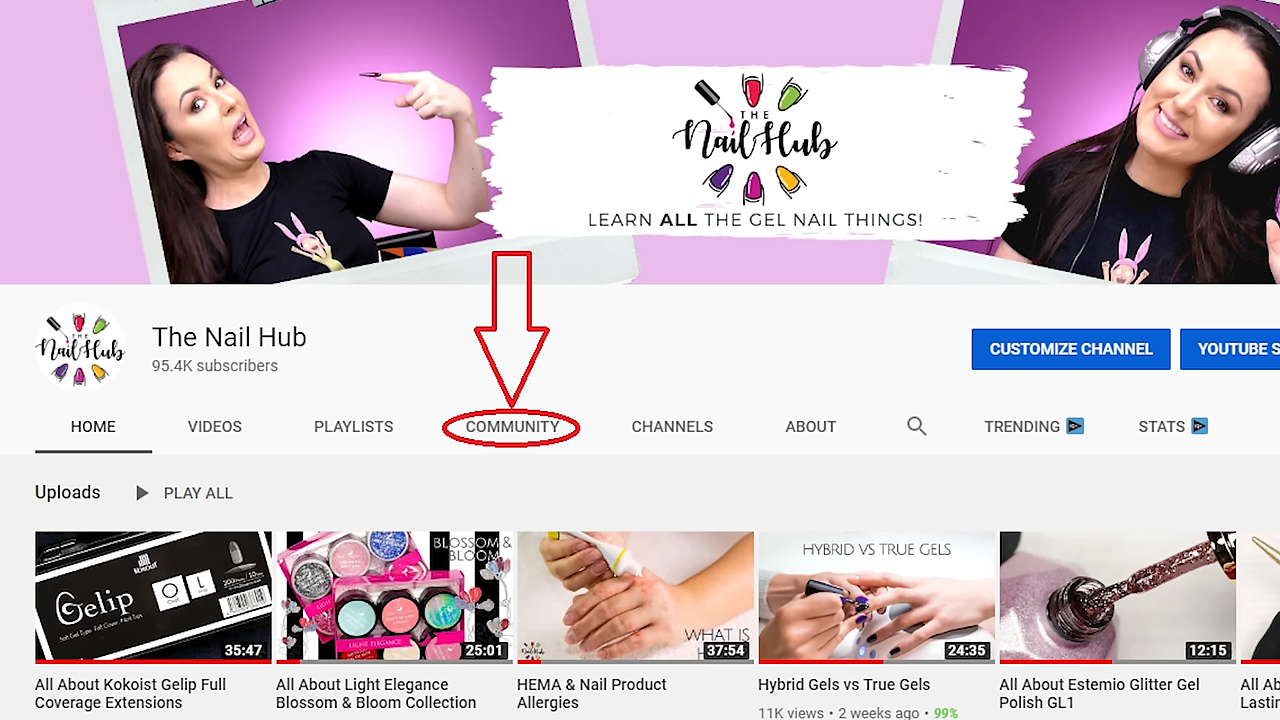 THE
Nail Hub
LEARN ALL THE GEL NAIL THINGS!
THE
Nail Hub
The Nail Hub
95.4K subscribers
CUSTOMIZE CHANNEL
YOUTUBE S
HOME
VIDEOS
PLAYLISTS
COMMUNITY
CHANNELS
ABOUT
TRENDING
STATS
Uploads
PLAY ALL
Gelip
35:47
BLOSSOM &
BLOOM
LIGHT ELEGANCE
25:01
WHAT IS
37:54
HYBRID VS TRUE GELS
24:35
12:15
All About Kokoist Gelip Full
Coverage Extensions
All About Light Elegance
Blossom & Bloom Collection
HEMA & Nail Product
Allergies
Hybrid Gels vs True Gels
11K views • 2 weeks ago • 99%
All About Estemio Glitter Gel
Polish GL1
All Ab
Lastin